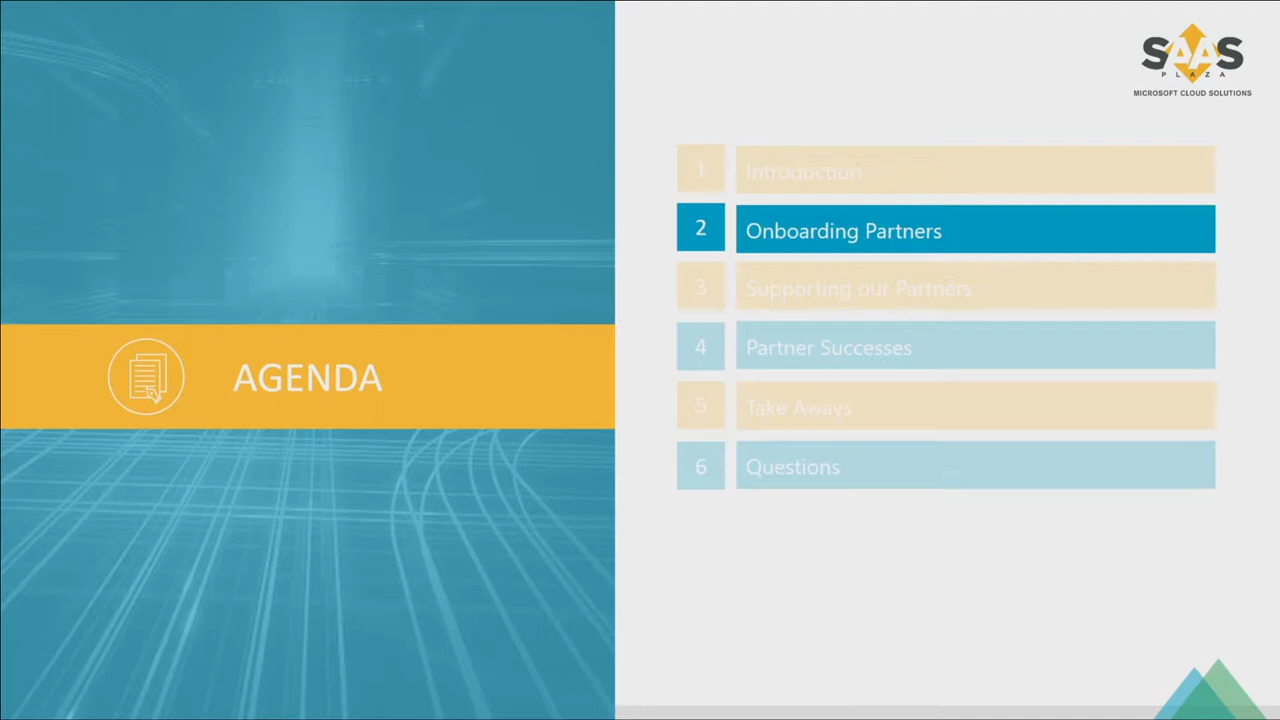 SAAS
PLAZA
MICROSOFT CLOUD SOLUTIONS
AGENDA
1 Introduction
2 Onboarding Partners
3 Supporting our Partners
4 Partner Successes
5 Take Aways
6 Questions